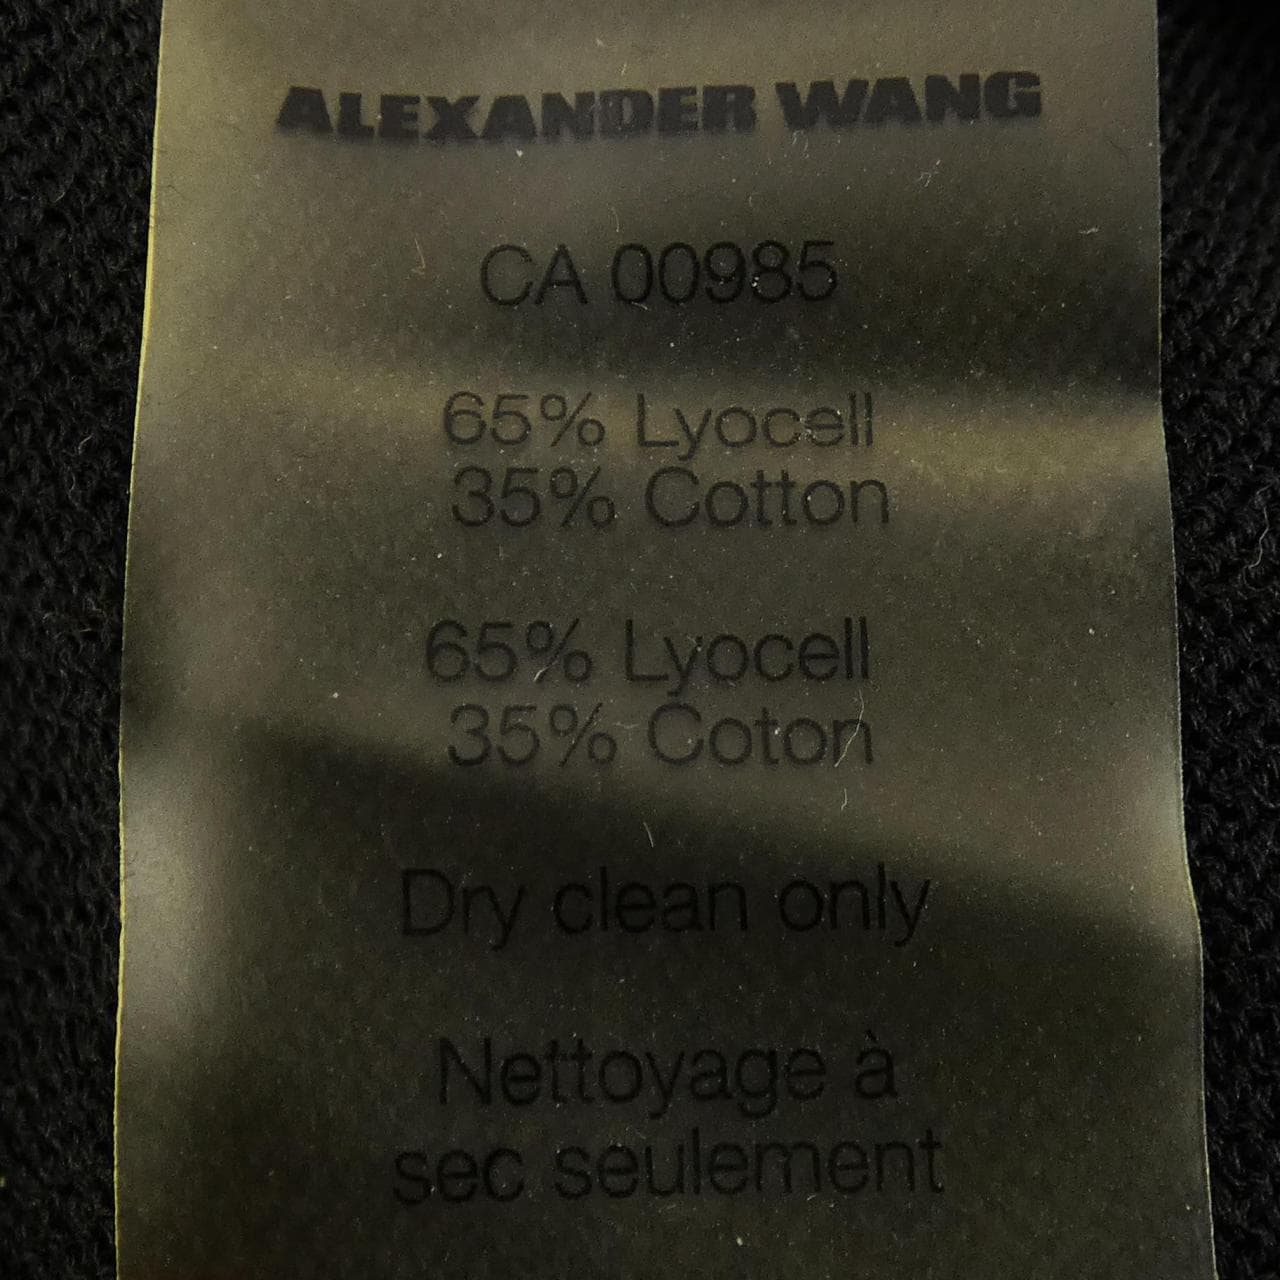 ALEXANDER WANG
CA 00985
65% Lyocell
35% Cotton
65% Lyocell
35% Coton
Dry clean only
Nettoyage à
sec seulement